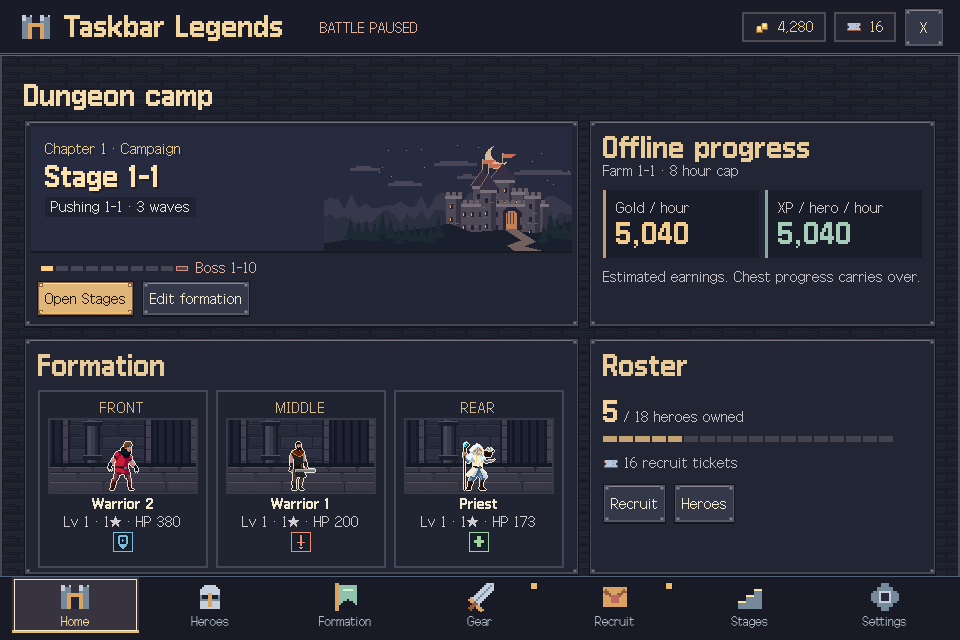 Taskbar Legends
BATTLE PAUSED
4,280
16
X
Dungeon camp
Chapter 1 · Campaign
Stage 1-1
Pushing 1-1 · 3 waves
Boss 1-10
Open Stages
Edit formation
Offline progress
Farm 1-1 · 8 hour cap
Gold / hour
5,040
XP / hero / hour
5,040
Estimated earnings. Chest progress carries over.
Formation
FRONT
Warrior 2
Lv 1 · 1★ · HP 380
MIDDLE
Warrior 1
Lv 1 · 1★ · HP 200
REAR
Priest
Lv 1 · 1★ · HP 173
Roster
5 / 18 heroes owned
16 recruit tickets
Recruit
Heroes
Home
Heroes
Formation
Gear
Recruit
Stages
Settings